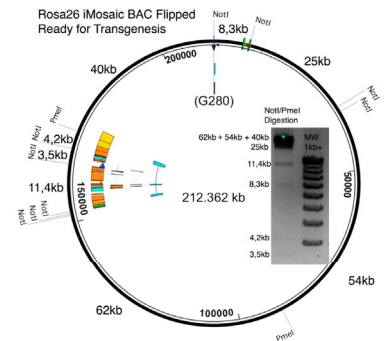 Rosa26 iMosaic BAC Flipped
Ready for Transgenesis
NotI
8,3kb
NotI
200000
25kb
40kb
(G280)
NotI
NotI
PmeI
NotI
4,2kb
NotI
3,5kb
11,4kb
NotI
NotI
150000
NotI/PmeI
Digestion
62kb + 54kb + 40kb
25kb
11,4kb
8,3kb
4,2kb
3,5kb
MW
1kb+
212.362 kb
50000
54kb
100000
62kb
PmeI